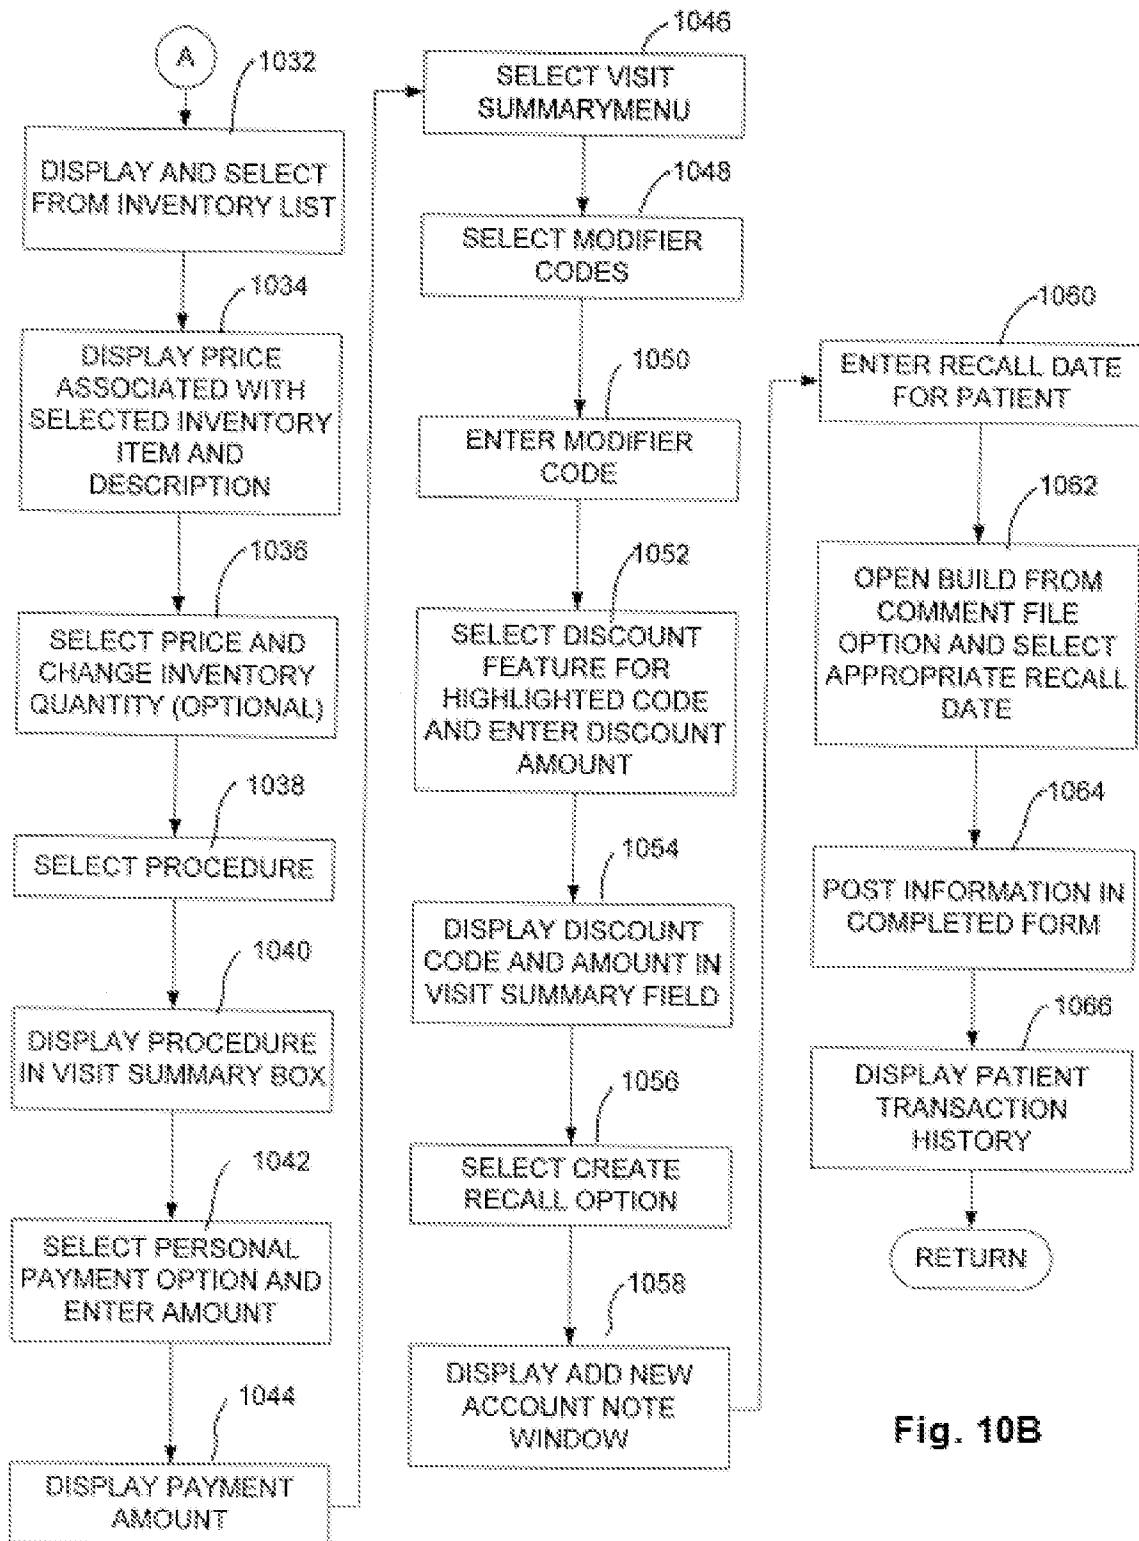 A
1032
DISPLAY AND SELECT
FROM INVENTORY LIST
1034
DISPLAY PRICE
ASSOCIATED WITH
SELECTED INVENTORY
ITEM AND
DESCRIPTION
1036
SELECT PRICE AND
CHANGE INVENTORY
QUANTITY (OPTIONAL)
1038
SELECT PROCEDURE
1040
DISPLAY PROCEDURE
IN VISIT SUMMARY BOX
1042
SELECT PERSONAL
PAYMENT OPTION AND
ENTER AMOUNT
1044
DISPLAY PAYMENT
AMOUNT
1046
SELECT VISIT
SUMMARYMENU
1048
SELECT MODIFIER
CODES
1050
ENTER MODIFIER
CODE
1052
SELECT DISCOUNT
FEATURE FOR
HIGHLIGHTED CODE
AND ENTER DISCOUNT
AMOUNT
1054
DISPLAY DISCOUNT
CODE AND AMOUNT IN
VISIT SUMMARY FIELD
1056
SELECT CREATE
RECALL OPTION
1058
DISPLAY ADD NEW
ACCOUNT NOTE
WINDOW
1060
ENTER RECALL DATE
FOR PATIENT
1062
OPEN BUILD FROM
COMMENT FILE
OPTION AND SELECT
APPROPRIATE RECALL
DATE
1064
POST INFORMATION IN
COMPLETED FORM
1066
DISPLAY PATIENT
TRANSACTION
HISTORY
RETURN
Fig. 10B